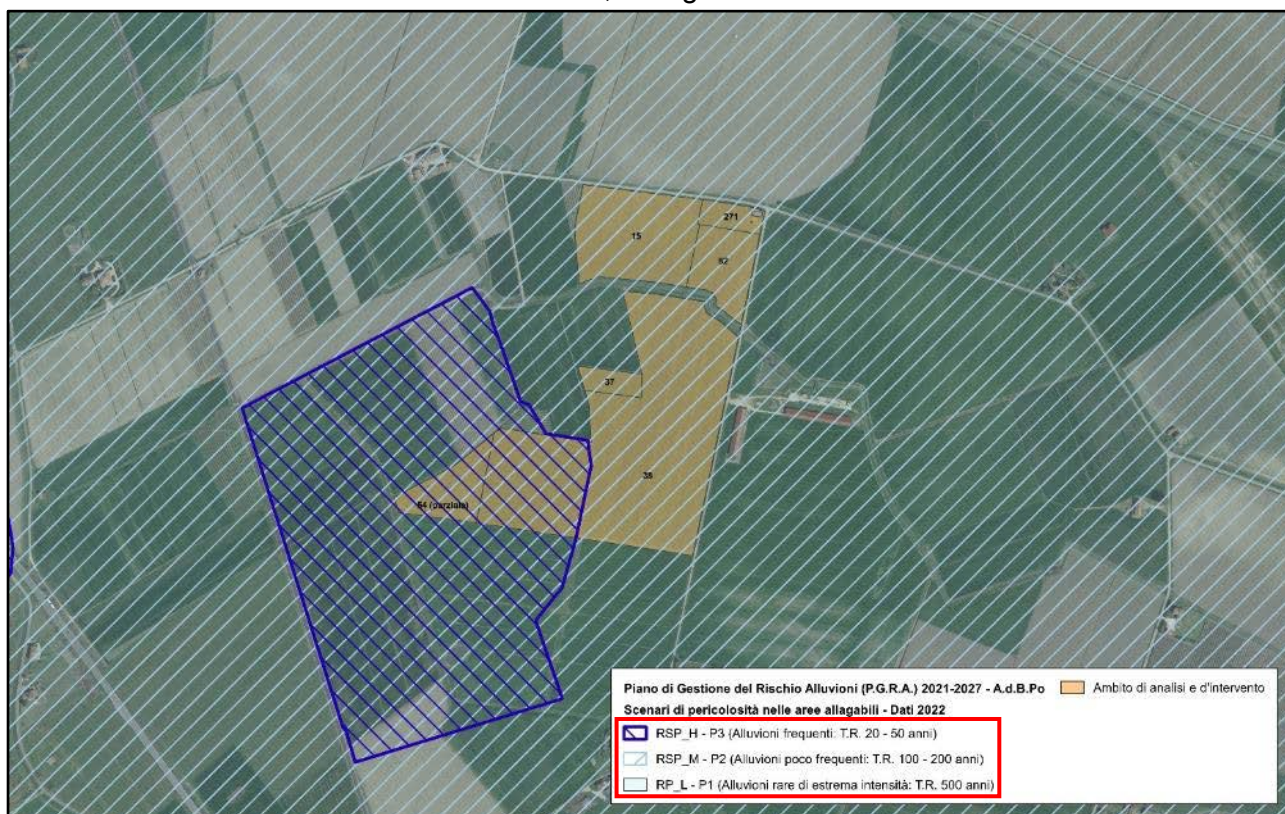 271
15
82
37
38
64 (parziale)
Piano di Gestione del Rischio Alluvioni (P.G.R.A.) 2021-2027 - A.d.B.Po
Ambito di analisi e d'intervento
Scenari di pericolosità nelle aree allagabili - Dati 2022
RSP_H - P3 (Alluvioni frequenti: T.R. 20 - 50 anni)
RSP_M - P2 (Alluvioni poco frequenti: T.R. 100 - 200 anni)
RP_L - P1 (Alluvioni rare di estrema intensità: T.R. 500 anni)